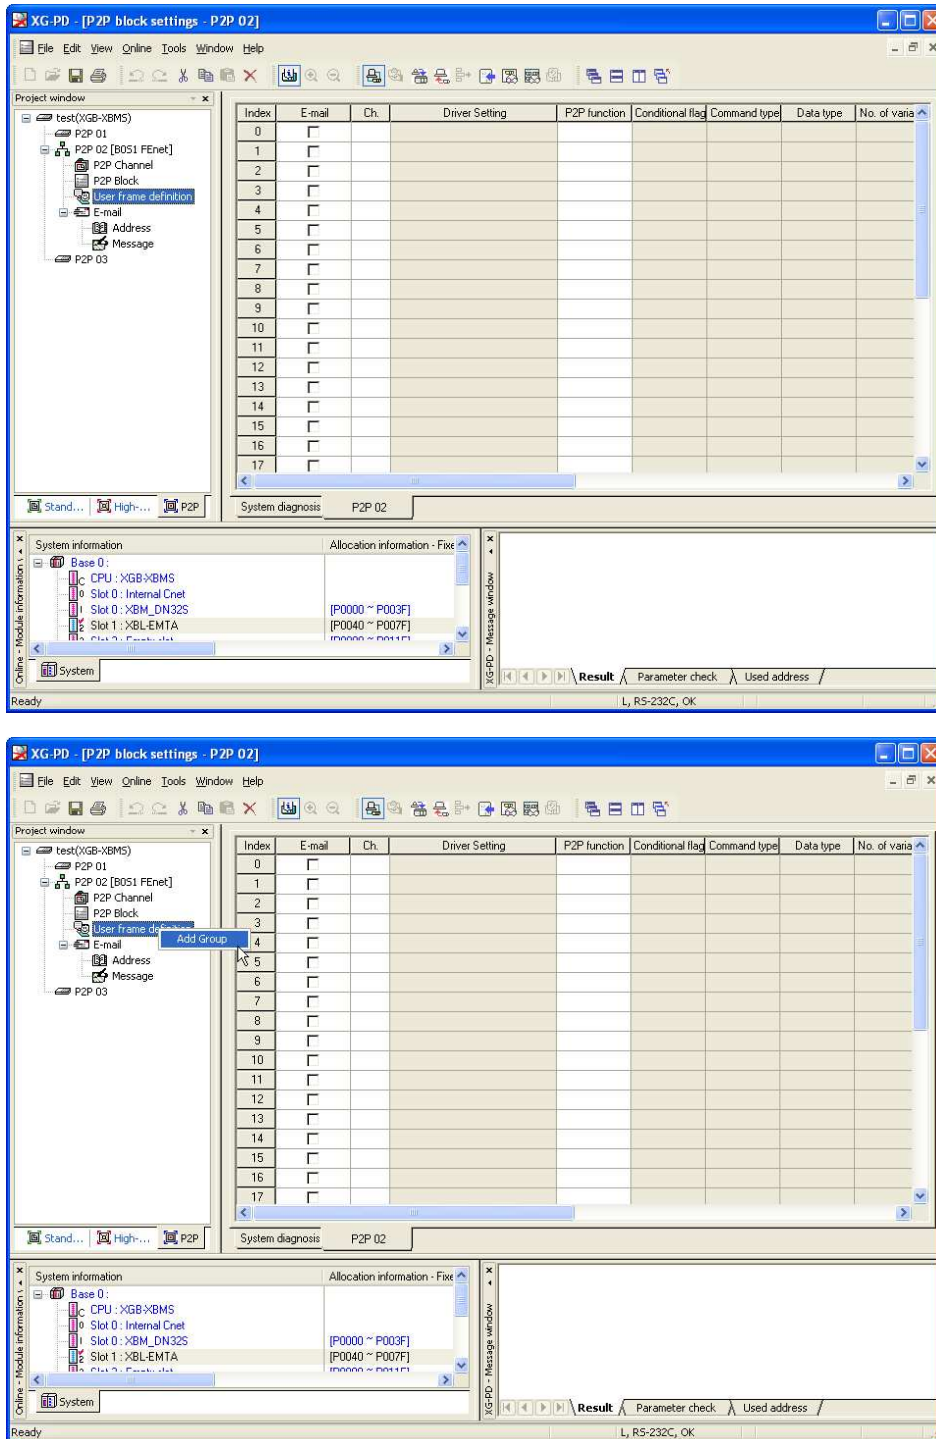 XG-PD - [P2P block settings - P2P 02]
File Edit View Online Tools Window Help
Project window
test(XGB-XBMS)
P2P 01
P2P 02 [B0S1 FEnet]
P2P Channel
P2P Block
User frame definition
E-mail
Address
Message
P2P 03
Stand... High-... P2P
Index E-mail Ch. Driver Setting P2P function Conditional flag Command type Data type No. of varia
0
1
2
3
4
5
6
7
8
9
10
11
12
13
14
15
16
17
System diagnosis P2P 02
Online - Module information
System information Allocation information - Fixe
Base 0 :
CPU : XGB-XBMS
Slot 0 : Internal Cnet
Slot 0 : XBM_DN32S [P0000 ~ P003F]
Slot 1 : XBL-EMTA [P0040 ~ P007F]
System
XG-PD - Message window
Result Parameter check Used address
Ready L, RS-232C, OK
XG-PD - [P2P block settings - P2P 02]
File Edit View Online Tools Window Help
Project window
test(XGB-XBMS)
P2P 01
P2P 02 [B0S1 FEnet]
P2P Channel
P2P Block
User frame
Add Group
E-mail
Address
Message
P2P 03
Stand... High-... P2P
Index E-mail Ch. Driver Setting P2P function Conditional flag Command type Data type No. of varia
0
1
2
3
4
5
6
7
8
9
10
11
12
13
14
15
16
17
System diagnosis P2P 02
Online - Module information
System information Allocation information - Fixe
Base 0 :
CPU : XGB-XBMS
Slot 0 : Internal Cnet
Slot 0 : XBM_DN32S [P0000 ~ P003F]
Slot 1 : XBL-EMTA [P0040 ~ P007F]
System
XG-PD - Message window
Result Parameter check Used address
Ready L, RS-232C, OK